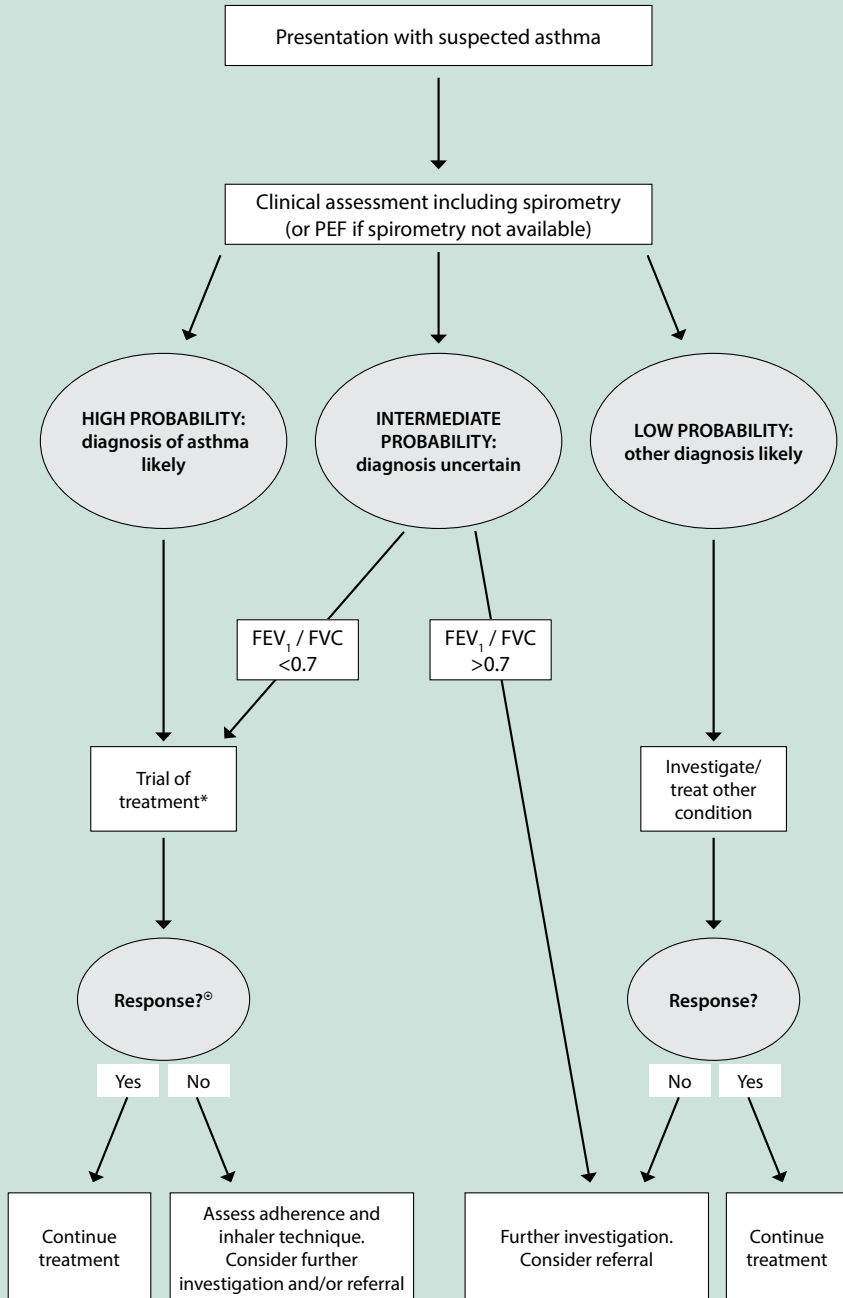 Presentation with suspected asthma
Clinical assessment including spirometry
(or PEF if spirometry not available)
HIGH PROBABILITY:
diagnosis of asthma
likely
INTERMEDIATE
PROBABILITY:
diagnosis uncertain
LOW PROBABILITY:
other diagnosis likely
FEV₁ / FVC
<0.7
FEV₁ / FVC
>0.7
Trial of
treatment*
Investigate/
treat other
condition
Response?⊙
Response?
Yes
No
No
Yes
Continue
treatment
Assess adherence and
inhaler technique.
Consider further
investigation and/or referral
Further investigation.
Consider referral
Continue
treatment